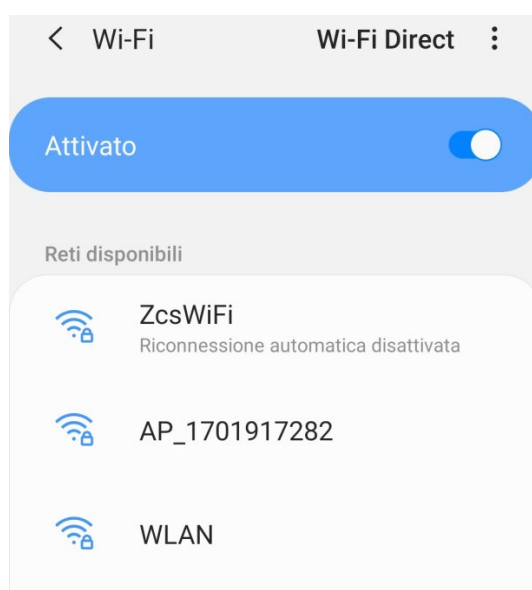 Wi-Fi Wi-Fi Direct
Attivato
Reti disponibili
ZcsWiFi
Riconnessione automatica disattivata
AP_1701917282
WLAN